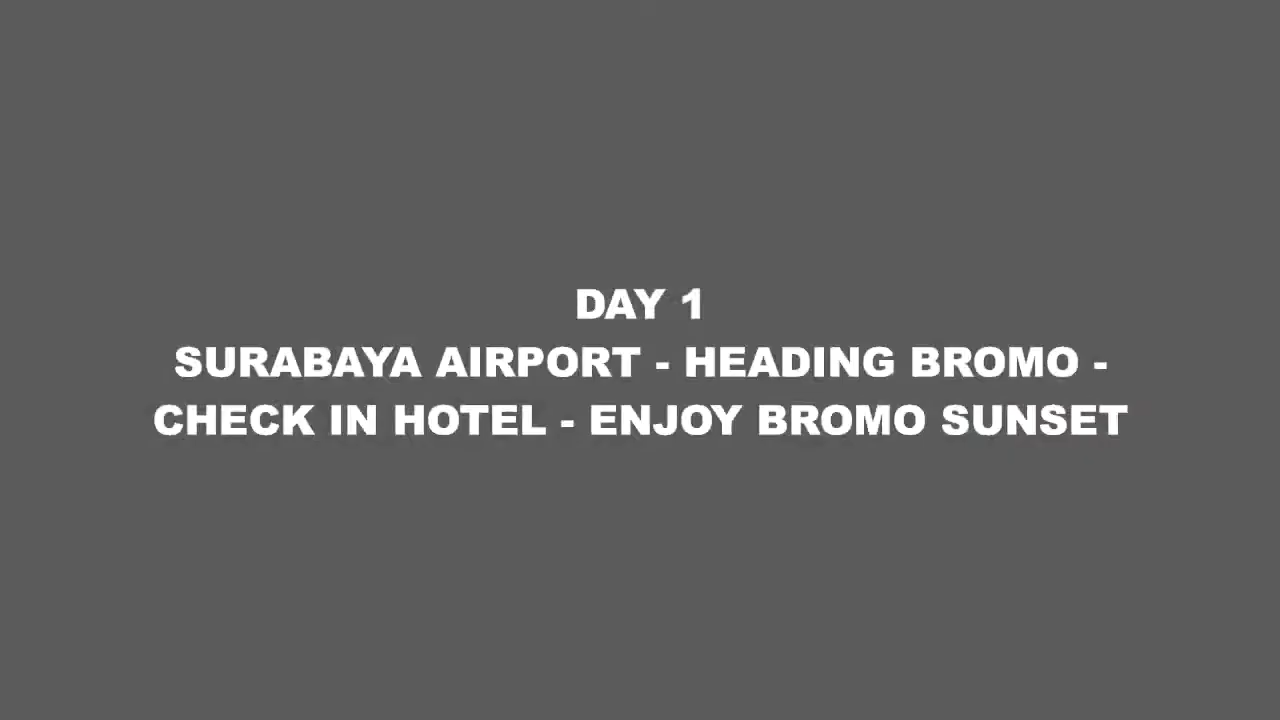 DAY 1
SURABAYA AIRPORT - HEADING BROMO -
CHECK IN HOTEL - ENJOY BROMO SUNSET